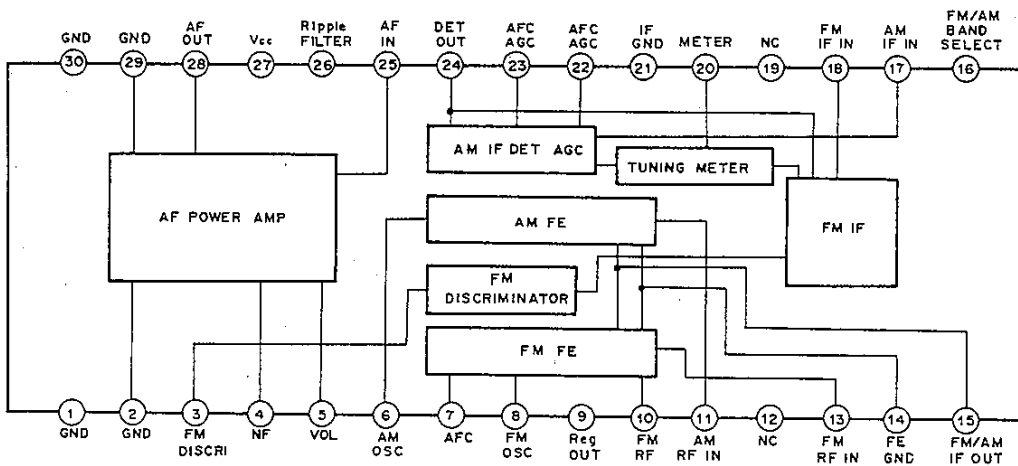 GND
GND
AF
OUT
Vcc
Ripple
FILTER
AF
IN
DET
OUT
AFC
AGC
AFC
AGC
IF
GND
METER
NC
FM
IF IN
AM
IF IN
FM/AM
BAND
SELECT
30
29
28
27
26
25
24
23
22
21
20
19
18
17
16
AM IF DET AGC
TUNING METER
AF POWER AMP
AM FE
FM IF
FM
DISCRIMINATOR
FM FE
1
2
3
4
5
6
7
8
9
10
11
12
13
14
15
GND
GND
FM
DISCRI
NF
VOL
AM
OSC
AFC
FM
OSC
Reg
OUT
FM
RF
AM
RF IN
NC
FM
RF IN
FE
GND
FM/AM
IF OUT